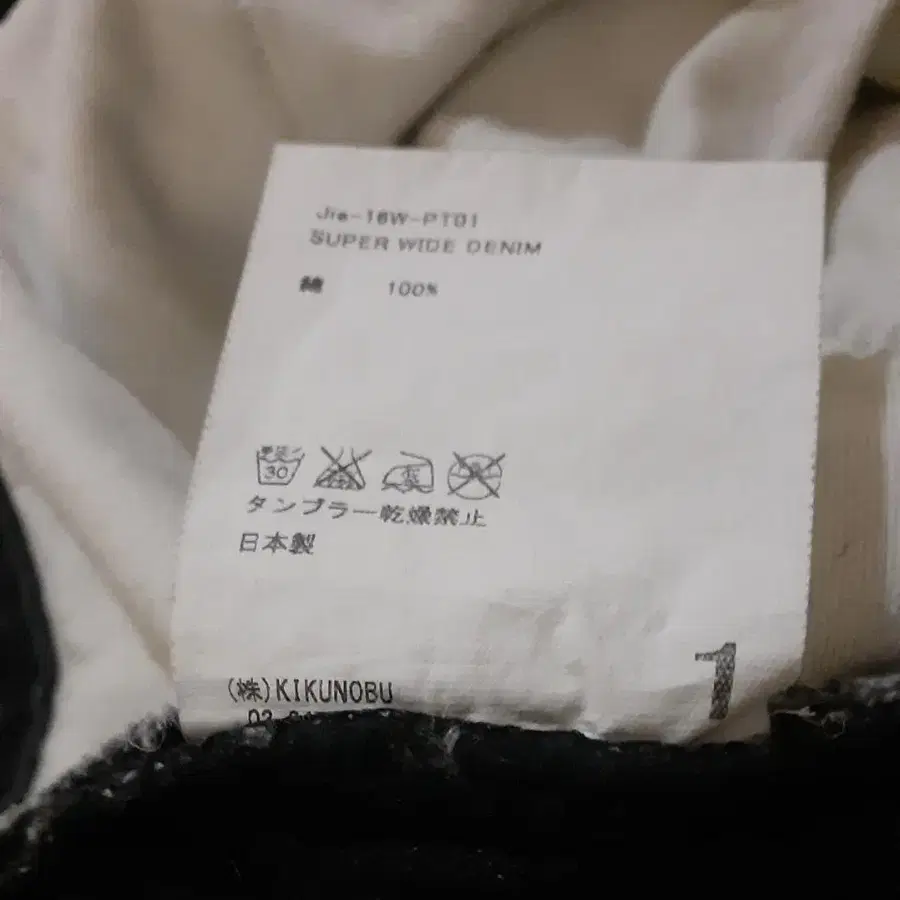 Jie-16W-PT01
SUPER WIDE DENIM
綿 100%
30
タンブラー乾燥禁止
日本製
1
(株)KIKUNOBU